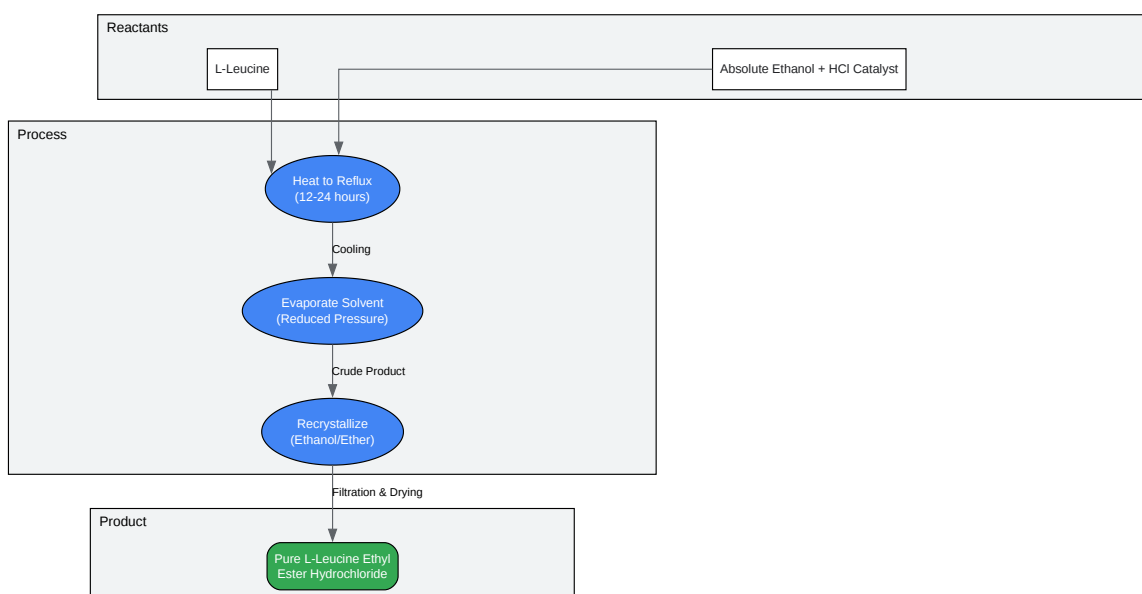 Reactants
L-Leucine
Absolute Ethanol + HCl Catalyst
Process
Heat to Reflux
(12-24 hours)
Cooling
Evaporate Solvent
(Reduced Pressure)
Crude Product
Recrystallize
(Ethanol/Ether)
Filtration & Drying
Product
Pure L-Leucine Ethyl
Ester Hydrochloride